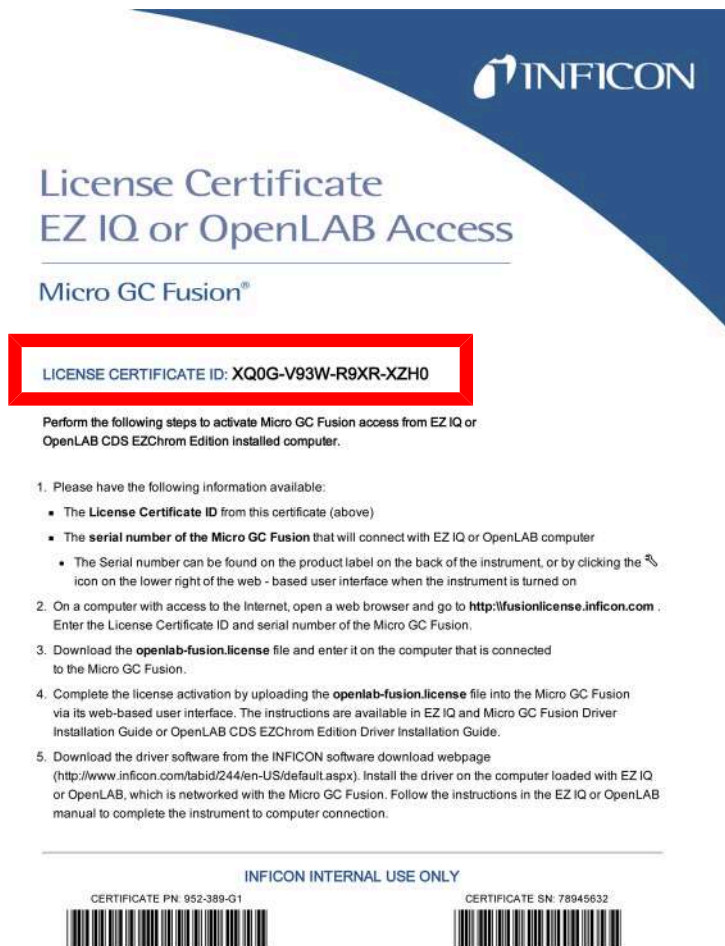 INFICON
License Certificate
EZ IQ or OpenLAB Access
Micro GC Fusion®
LICENSE CERTIFICATE ID: XQ0G-V93W-R9XR-XZH0
Perform the following steps to activate Micro GC Fusion access from EZ IQ or
OpenLAB CDS EZChrom Edition installed computer.
1. Please have the following information available:
▪ The License Certificate ID from this certificate (above)
▪ The serial number of the Micro GC Fusion that will connect with EZ IQ or OpenLAB computer
• The Serial number can be found on the product label on the back of the instrument, or by clicking the
icon on the lower right of the web - based user interface when the instrument is turned on
2. On a computer with access to the Internet, open a web browser and go to http:\\fusionlicense.inficon.com .
Enter the License Certificate ID and serial number of the Micro GC Fusion.
3. Download the openlab-fusion.license file and enter it on the computer that is connected
to the Micro GC Fusion.
4. Complete the license activation by uploading the openlab-fusion.license file into the Micro GC Fusion
via its web-based user interface. The instructions are available in EZ IQ and Micro GC Fusion Driver
Installation Guide or OpenLAB CDS EZChrom Edition Driver Installation Guide.
5. Download the driver software from the INFICON software download webpage
(http://www.inficon.com/tabid/244/en-US/default.aspx). Install the driver on the computer loaded with EZ IQ
or OpenLAB, which is networked with the Micro GC Fusion. Follow the instructions in the EZ IQ or OpenLAB
manual to complete the instrument to computer connection.
INFICON INTERNAL USE ONLY
CERTIFICATE PN: 952-389-G1
CERTIFICATE SN: 78945632